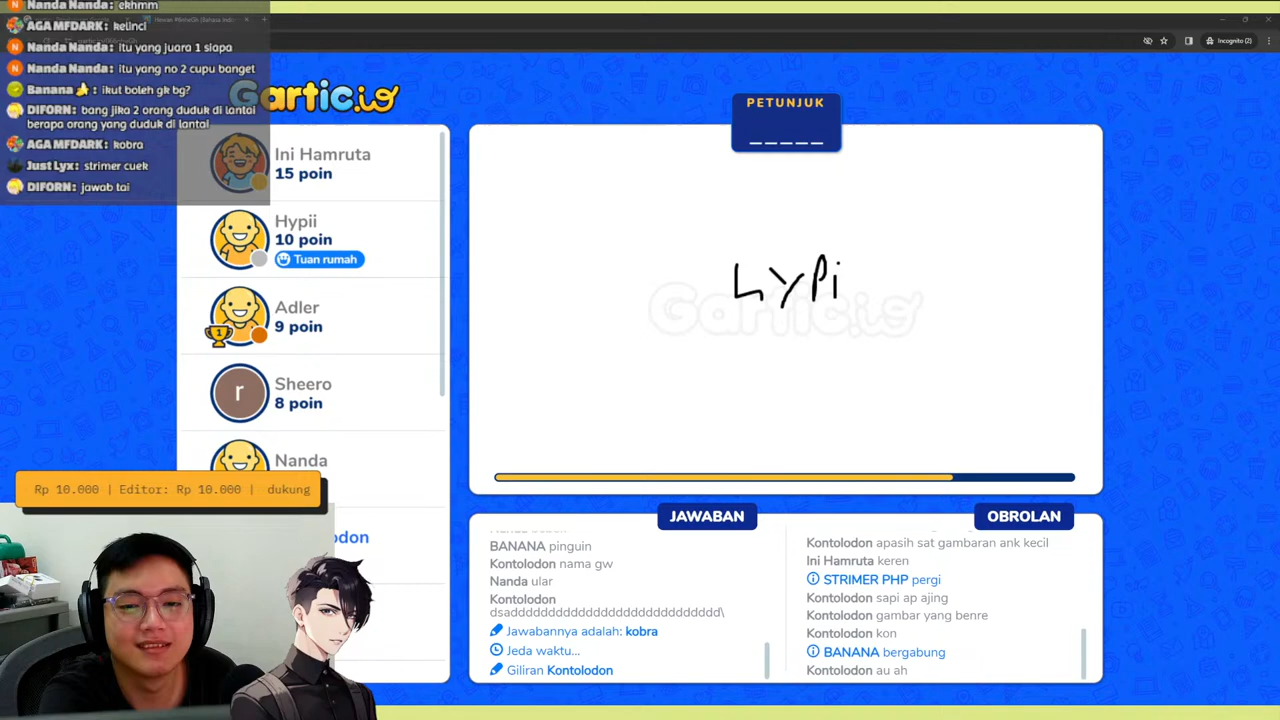 Nanda Nanda: ekhmm
AGA MFDARK: kelinci
Nanda Nanda: itu yang juara 1 siapa
Nanda Nanda: itu yang no 2 cupu banget
Banana 🍌: ikut boleh gk bg?
DIFORN: bang jika 2 orang duduk di lantai
berapa orang yang duduk di lantai
AGA MFDARK: kobra
Just Lyx: strimer cuek
DIFORN: jawab tai
Incognito (2)
Gartic.io
Ini Hamruta
15 poin
Hypii
10 poin
Tuan rumah
Adler
9 poin
r
Sheero
8 poin
Nanda
Rp 10.000 | Editor: Rp 10.000 | dukung
odon
PETUNJUK
_ _ _ _ _
hypi
Gartic.io
JAWABAN
BANANA pinguin
Kontolodon nama gw
Nanda ular
Kontolodon
Jawabannya adalah: kobra
Jeda waktu...
Giliran Kontolodon
OBROLAN
Kontolodon apasih sat gambaran ank kecil
Ini Hamruta keren
STRIMER PHP pergi
Kontolodon sapi ap ajing
Kontolodon gambar yang benre
Kontolodon kon
BANANA bergabung
Kontolodon au ah